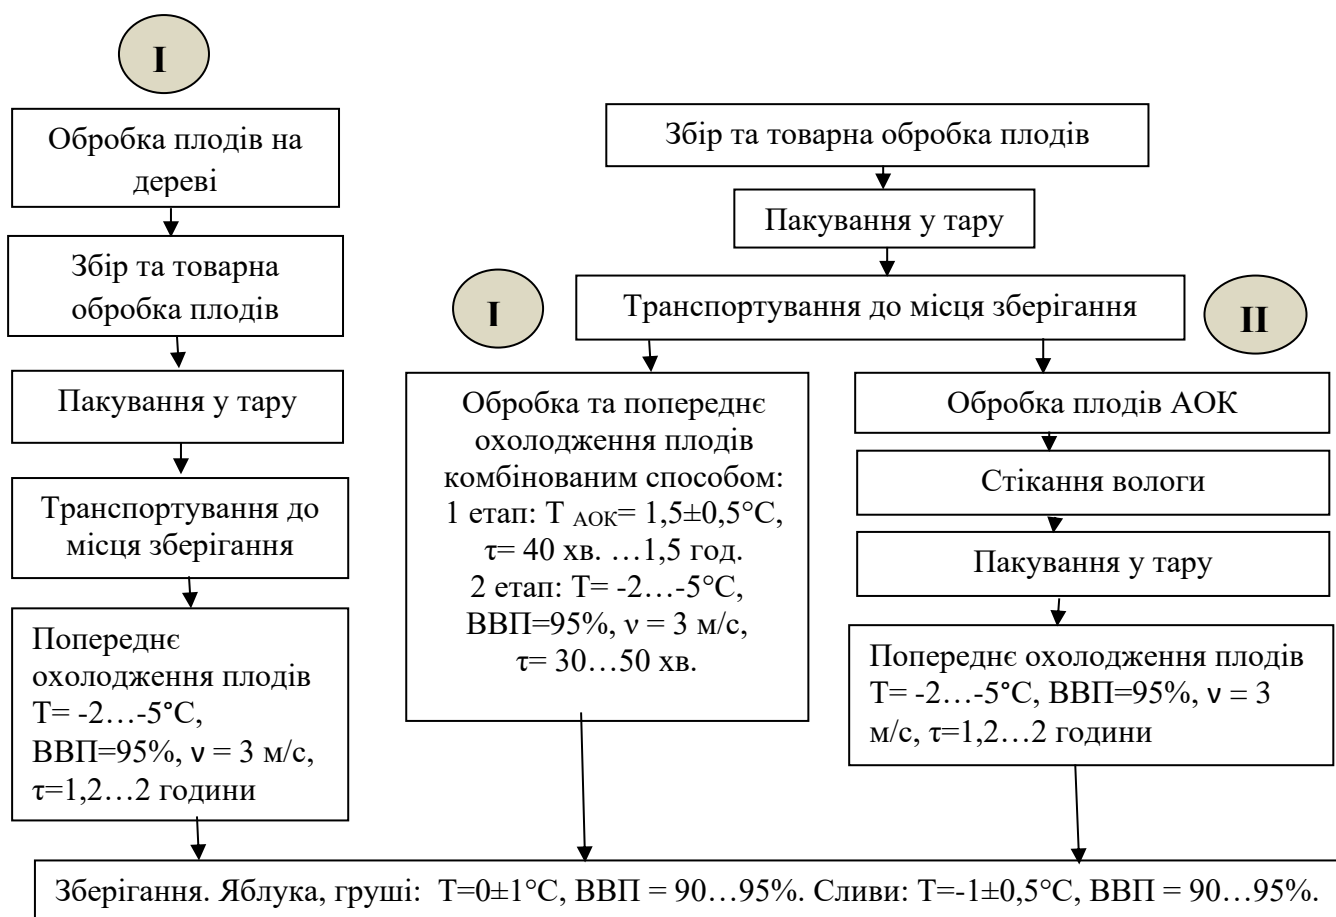 I
Обробка плодів на
дереві
Збір та товарна
обробка плодів
Пакування у тару
Транспортування до
місця зберігання
Попереднє
охолодження плодів
Т= -2…-5°С,
ВВП=95%, ν = 3 м/с,
τ=1,2…2 години
Збір та товарна обробка плодів
Пакування у тару
Транспортування до місця зберігання
I
Обробка та попереднє
охолодження плодів
комбінованим способом:
1 етап: Т АОК= 1,5±0,5°С,
τ= 40 хв. …1,5 год.
2 етап: Т= -2…-5°С,
ВВП=95%, ν = 3 м/с,
τ= 30…50 хв.
II
Обробка плодів АОК
Стікання вологи
Пакування у тару
Попереднє охолодження плодів
Т= -2…-5°С, ВВП=95%, ν = 3
м/с, τ=1,2…2 години
Зберігання. Яблука, груші: Т=0±1°С, ВВП = 90…95%. Сливи: Т=-1±0,5°С, ВВП = 90…95%.